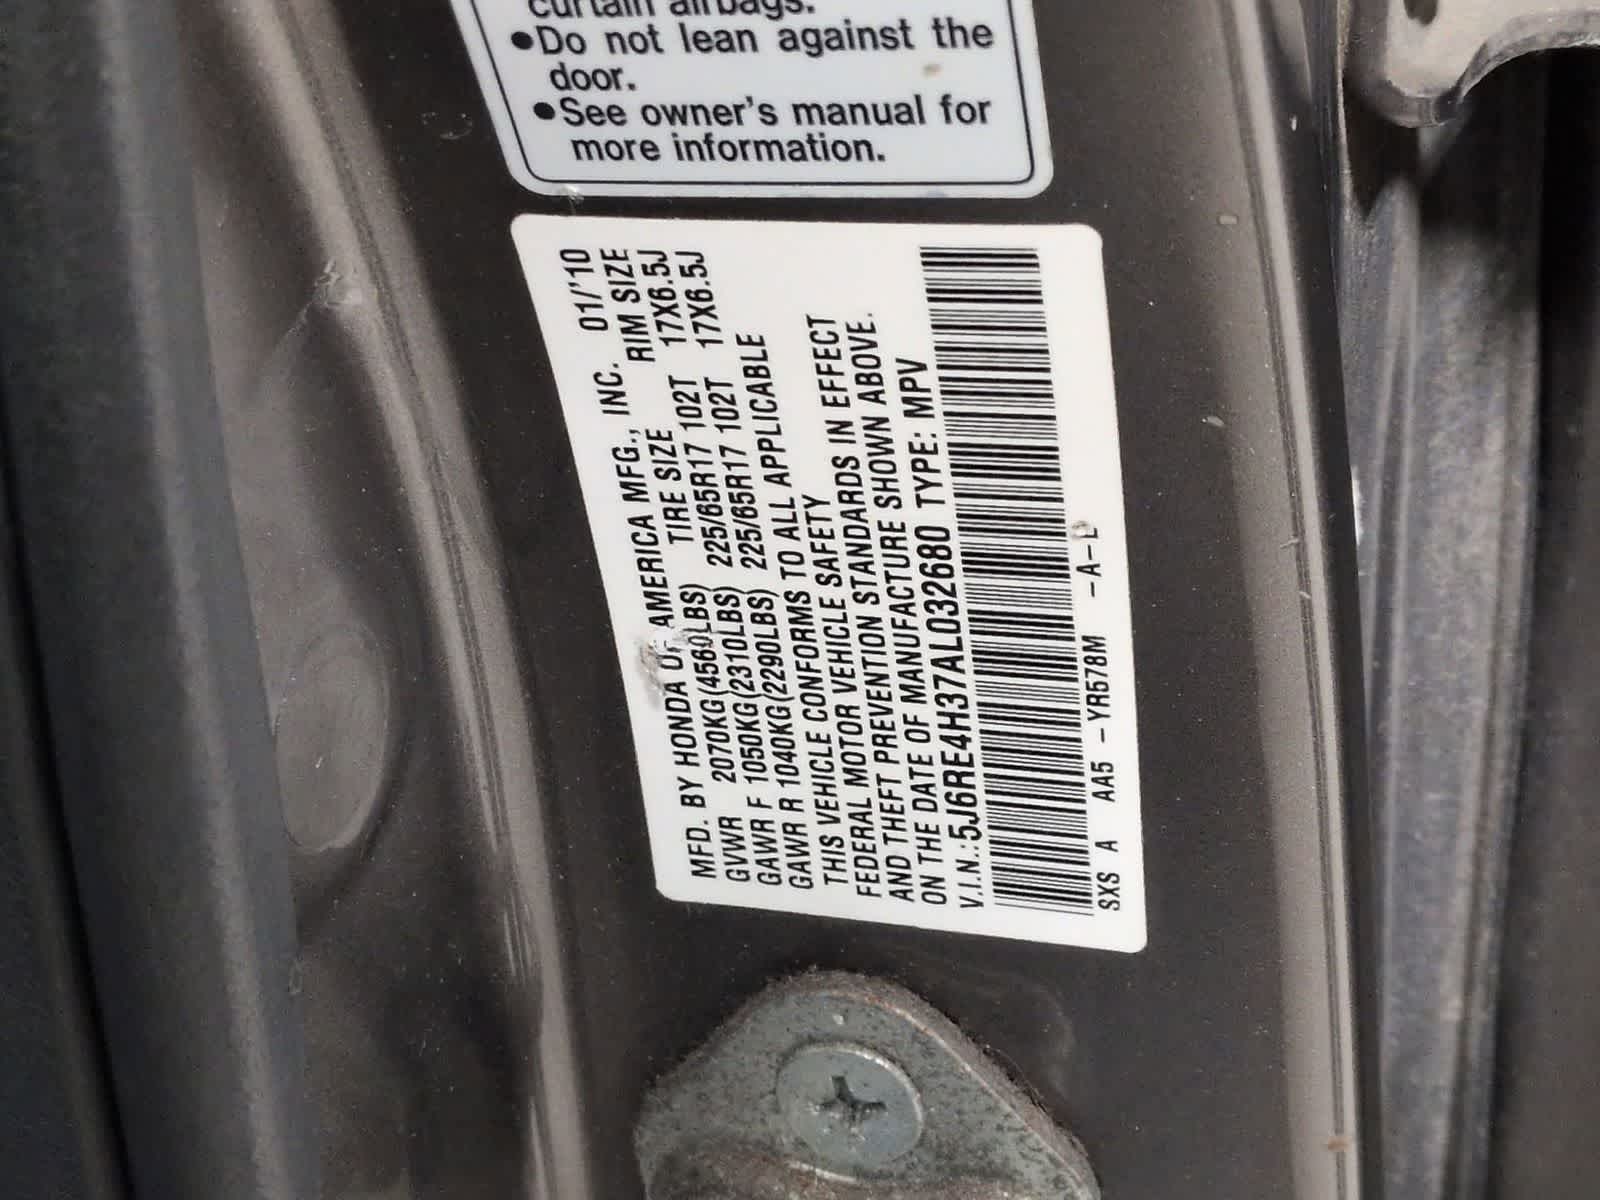 curtain airbags.
•Do not lean against the
door.
•See owner's manual for
more information.
MFD. BY HONDA OF AMERICA MFG., INC. 01/'10
GVWR 2070KG(4560LBS) TIRE SIZE RIM SIZE
GAWR F 1050KG(2310LBS) 225/65R17 102T 17X6.5J
GAWR R 1040KG(2290LBS) 225/65R17 102T 17X6.5J
THIS VEHICLE CONFORMS TO ALL APPLICABLE
FEDERAL MOTOR VEHICLE SAFETY
AND THEFT PREVENTION STANDARDS IN EFFECT
ON THE DATE OF MANUFACTURE SHOWN ABOVE.
V.I.N.:5J6RE4H37AL032680 TYPE: MPV
SXS A AA5-YR578M -A-L